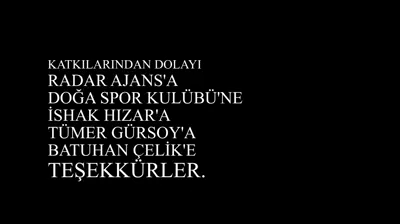 KATKILARINDAN DOLAYI
RADAR AJANS'A
DOĞA SPOR KULÜBÜ'NE
İSHAK HIZAR'A
TÜMER GÜRSOY'A
BATUHAN ÇELİK'E
TEŞEKKÜRLER.